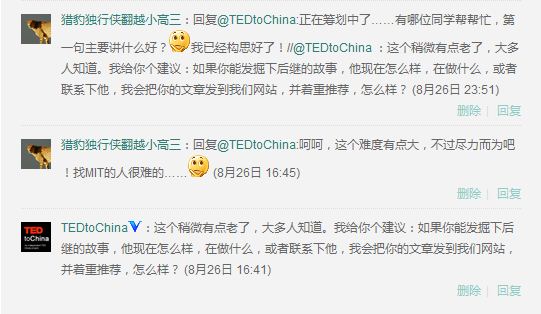 猎豹独行侠翻越小高三：回复@TEDtoChina:正在筹划中了……有哪位同学帮帮忙，第
一句主要讲什么好？我已经构思好了！//@TEDtoChina ：这个稍微有点老了，大多
人知道。我给你个建议：如果你能发掘下后继的故事，他现在怎么样，在做什么，或者
联系下他，我会把你的文章发到我们网站，并着重推荐，怎么样？ (8月26日 23:51)
删除 | 回复
猎豹独行侠翻越小高三：回复@TEDtoChina:呵呵，这个难度有点大，不过尽力而为吧
！找MIT的人很难的…… (8月26日 16:45)
删除 | 回复
TED
toChina
TEDtoChina：这个稍微有点老了，大多人知道。我给你个建议：如果你能发掘下后
继的故事，他现在怎么样，在做什么，或者联系下他，我会把你的文章发到我们网站，
并着重推荐，怎么样？ (8月26日 16:41)
删除 | 回复